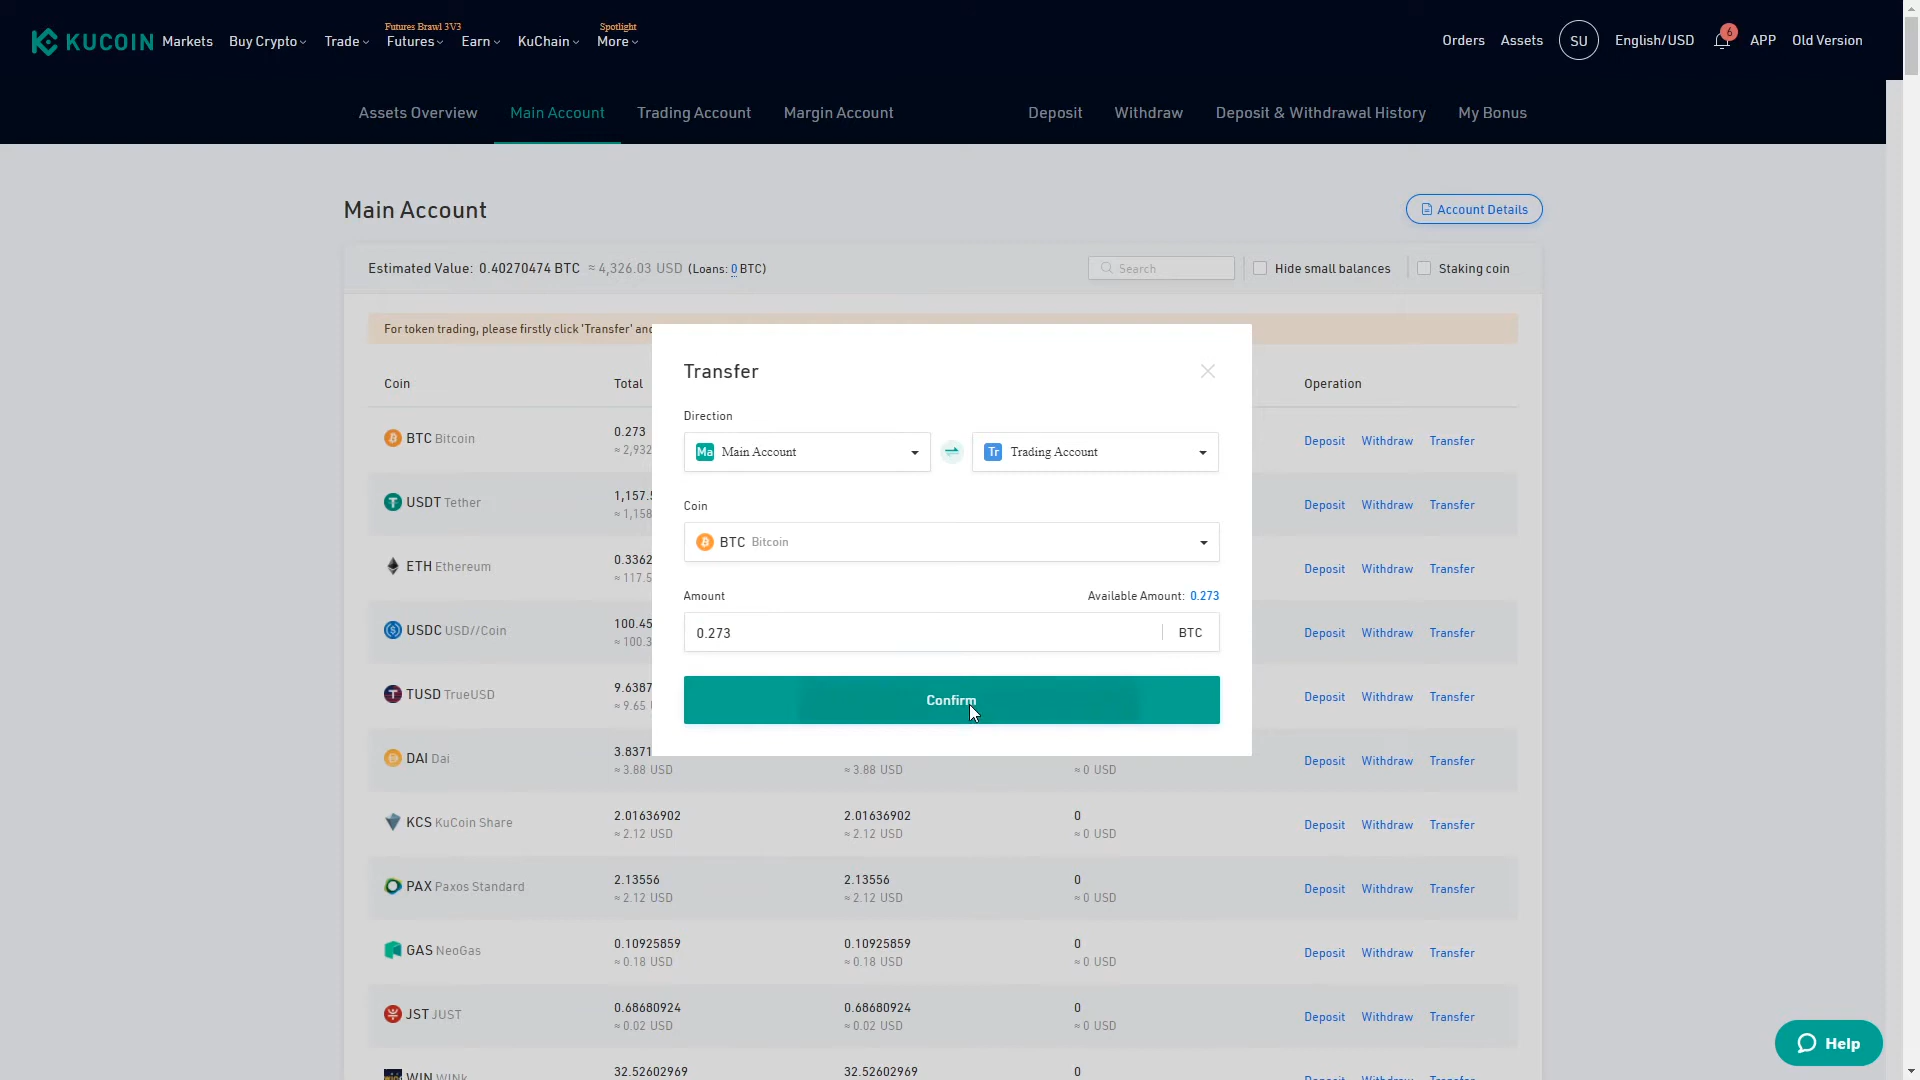 Futures Brawl 3V3
Spotlight
KUCOIN Markets Buy Crypto Trade Futures Earn KuChain More
Orders Assets SU English/USD 6 APP Old Version
Assets Overview Main Account Trading Account Margin Account Deposit Withdraw Deposit & Withdrawal History My Bonus
Main Account
Account Details
Estimated Value: 0.40270474 BTC ≈ 4,326.03 USD (Loans: 0 BTC)
Search
Hide small balances
Staking coin
For token trading, please firstly click 'Transfer' and
Coin Total Operation
BTC Bitcoin 0.273 Deposit Withdraw Transfer
≈ 2,932
USDT Tether 1,157.5 Deposit Withdraw Transfer
≈ 1,158
ETH Ethereum 0.3362 Deposit Withdraw Transfer
≈ 117.5
USDC USD//Coin 100.45 Deposit Withdraw Transfer
≈ 100.3
TUSD TrueUSD 9.6387 Deposit Withdraw Transfer
≈ 9.65
DAI Dai 3.8371 Deposit Withdraw Transfer
≈ 3.88 USD ≈ 3.88 USD ≈ 0 USD
KCS KuCoin Share 2.01636902 2.01636902 0 Deposit Withdraw Transfer
≈ 2.12 USD ≈ 2.12 USD ≈ 0 USD
PAX Paxos Standard 2.13556 2.13556 0 Deposit Withdraw Transfer
≈ 2.12 USD ≈ 2.12 USD ≈ 0 USD
GAS NeoGas 0.10925859 0.10925859 0 Deposit Withdraw Transfer
≈ 0.18 USD ≈ 0.18 USD ≈ 0 USD
JST JUST 0.68680924 0.68680924 0 Deposit Withdraw Transfer
≈ 0.02 USD ≈ 0.02 USD ≈ 0 USD
WIN WINk 32.52602969 32.52602969 0 Deposit Withdraw Transfer
Transfer
Direction
Ma Main Account
Tr Trading Account
Coin
BTC Bitcoin
Amount Available Amount: 0.273
0.273 BTC
Confirm
Help